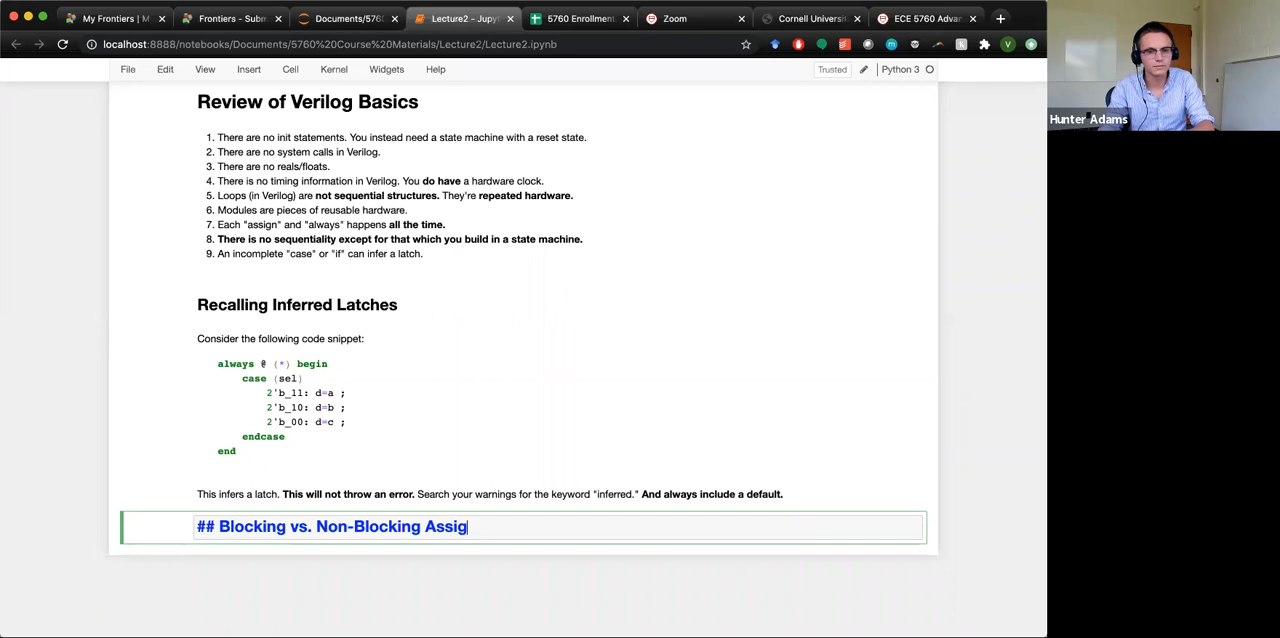 My Frontiers | M
Frontiers - Subm
Documents/5760
Lecture2 - Jupyt
5760 Enrollment
Zoom
Cornell Universit
ECE 5760 Advan
localhost:8888/notebooks/Documents/5760%20Course%20Materials/Lecture2/Lecture2.ipynb
File Edit View Insert Cell Kernel Widgets Help Trusted Python 3
Review of Verilog Basics
1. There are no init statements. You instead need a state machine with a reset state.
2. There are no system calls in Verilog.
3. There are no reals/floats.
4. There is no timing information in Verilog. You do have a hardware clock.
5. Loops (in Verilog) are not sequential structures. They're repeated hardware.
6. Modules are pieces of reusable hardware.
7. Each "assign" and "always" happens all the time.
8. There is no sequentiality except for that which you build in a state machine.
9. An incomplete "case" or "if" can infer a latch.
Recalling Inferred Latches
Consider the following code snippet:
always @ (*) begin
case (sel)
2'b_11: d=a ;
2'b_10: d=b ;
2'b_00: d=c ;
endcase
end
This infers a latch. This will not throw an error. Search your warnings for the keyword "inferred." And always include a default.
## Blocking vs. Non-Blocking Assig
Hunter Adams